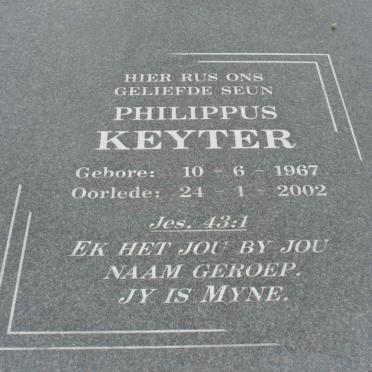 HIER RUS ONS
GELIEFDE SEUN
PHILIPPUS
KEYTER
Gebore: 10 - 6 - 1967
Oorlede: 24 - 1 - 2002
Jes. 43:1
EK HET JOU BY JOU
NAAM GEROEP.
JY IS MYNE.